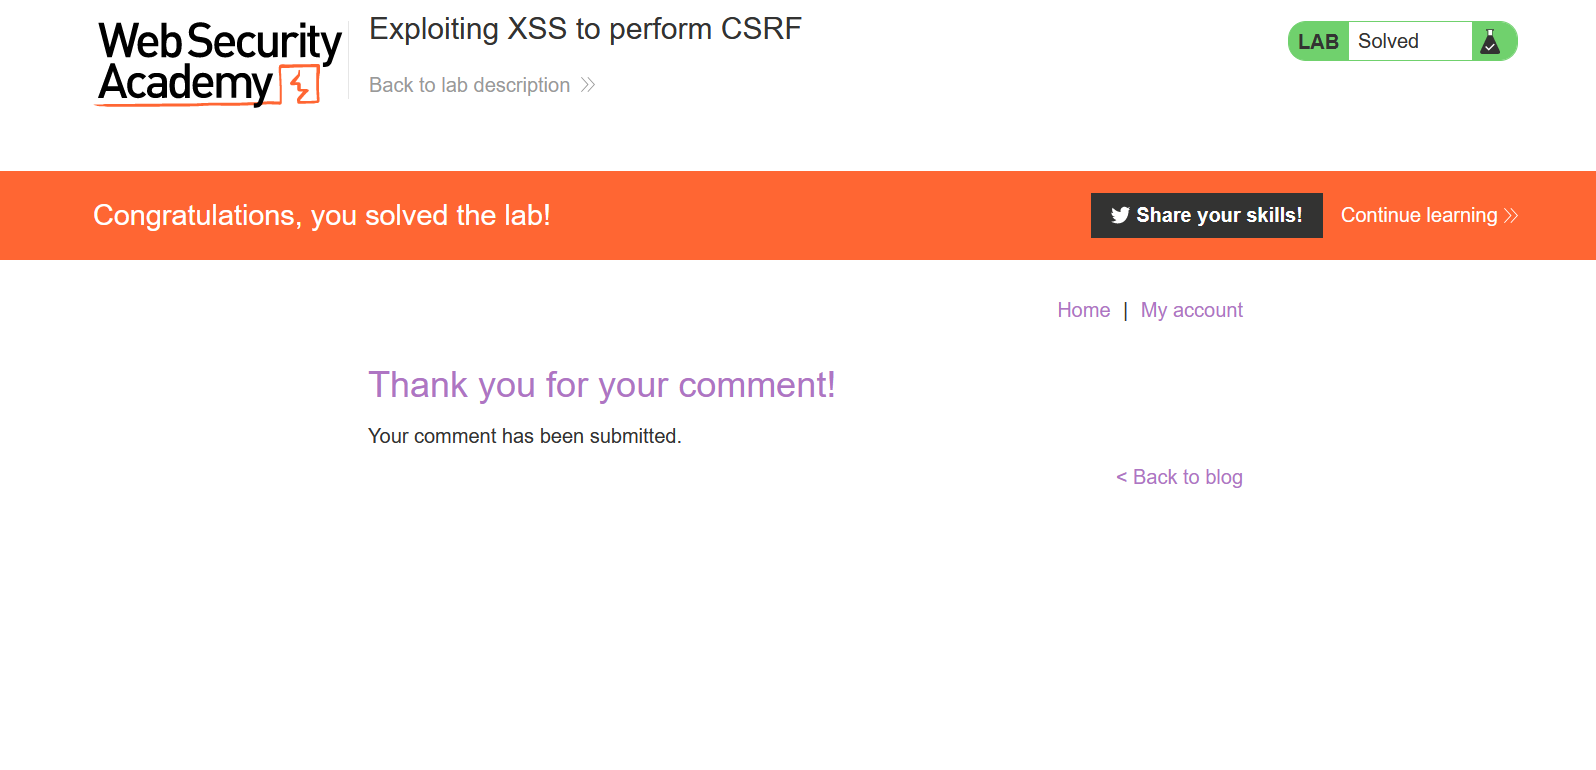 Web Security
Academy
Exploiting XSS to perform CSRF
Back to lab description
LAB Solved
Congratulations, you solved the lab!
Share your skills!
Continue learning
Home | My account
Thank you for your comment!
Your comment has been submitted.
< Back to blog